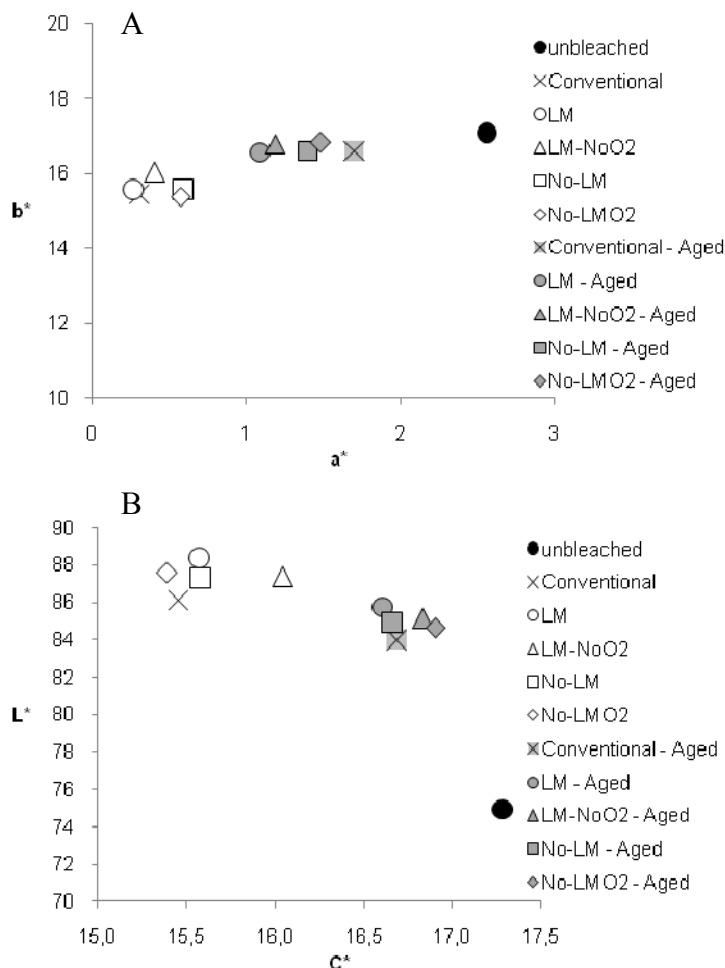 A
20
18
16
14
12
10
b*
0 1 2 3
a*
unbleached
Conventional
LM
LM-NoO2
No-LM
No-LMO2
Conventional - Aged
LM - Aged
LM-NoO2 - Aged
No-LM - Aged
No-LMO2 - Aged
B
90
88
86
84
82
80
78
76
74
72
70
L*
15,0 15,5 16,0 16,5 17,0 17,5
C*
unbleached
Conventional
LM
LM-NoO2
No-LM
No-LMO2
Conventional - Aged
LM - Aged
LM-NoO2 - Aged
No-LM - Aged
No-LMO2 - Aged